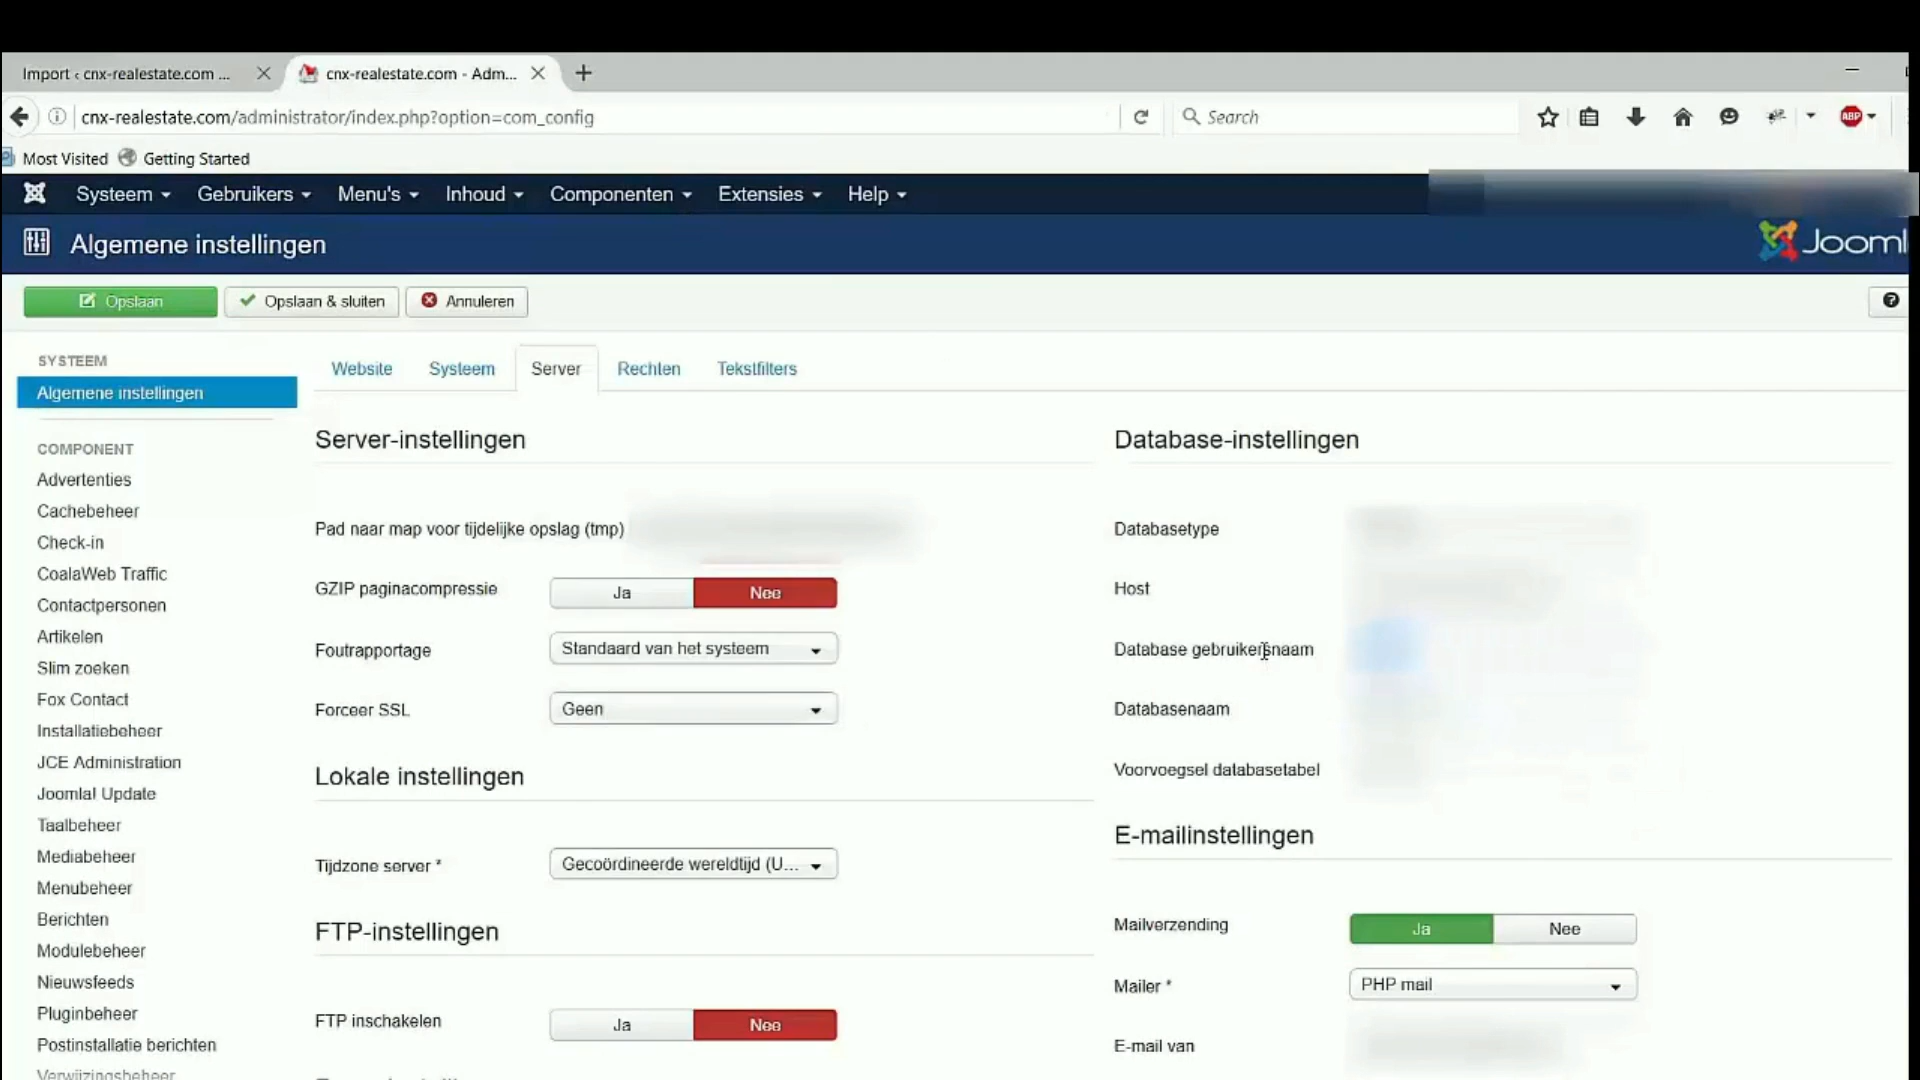 Import ‹ cnx-realestate.com ...
cnx-realestate.com - Adm...
cnx-realestate.com/administrator/index.php?option=com_config
Search
ABP
Most Visited
Getting Started
Systeem
Gebruikers
Menu's
Inhoud
Componenten
Extensies
Help
Algemene instellingen
Jooml
Opslaan
Opslaan & sluiten
Annuleren
SYSTEEM
Algemene instellingen
COMPONENT
Advertenties
Cachebeheer
Check-in
CoalaWeb Traffic
Contactpersonen
Artikelen
Slim zoeken
Fox Contact
Installatiebeheer
JCE Administration
Joomla! Update
Taalbeheer
Mediabeheer
Menubeheer
Berichten
Modulebeheer
Nieuwsfeeds
Pluginbeheer
Postinstallatie berichten
Verwijzingsbeheer
Website
Systeem
Server
Rechten
Tekstfilters
Server-instellingen
Pad naar map voor tijdelijke opslag (tmp)
GZIP paginacompressie
Ja
Nee
Foutrapportage
Standaard van het systeem
Forceer SSL
Geen
Lokale instellingen
Tijdzone server *
Gecoördineerde wereldtijd (U...
FTP-instellingen
FTP inschakelen
Ja
Nee
Database-instellingen
Databasetype
Host
Database gebruikersnaam
Databasenaam
Voorvoegsel databasetabel
E-mailinstellingen
Mailverzending
Ja
Nee
Mailer *
PHP mail
E-mail van